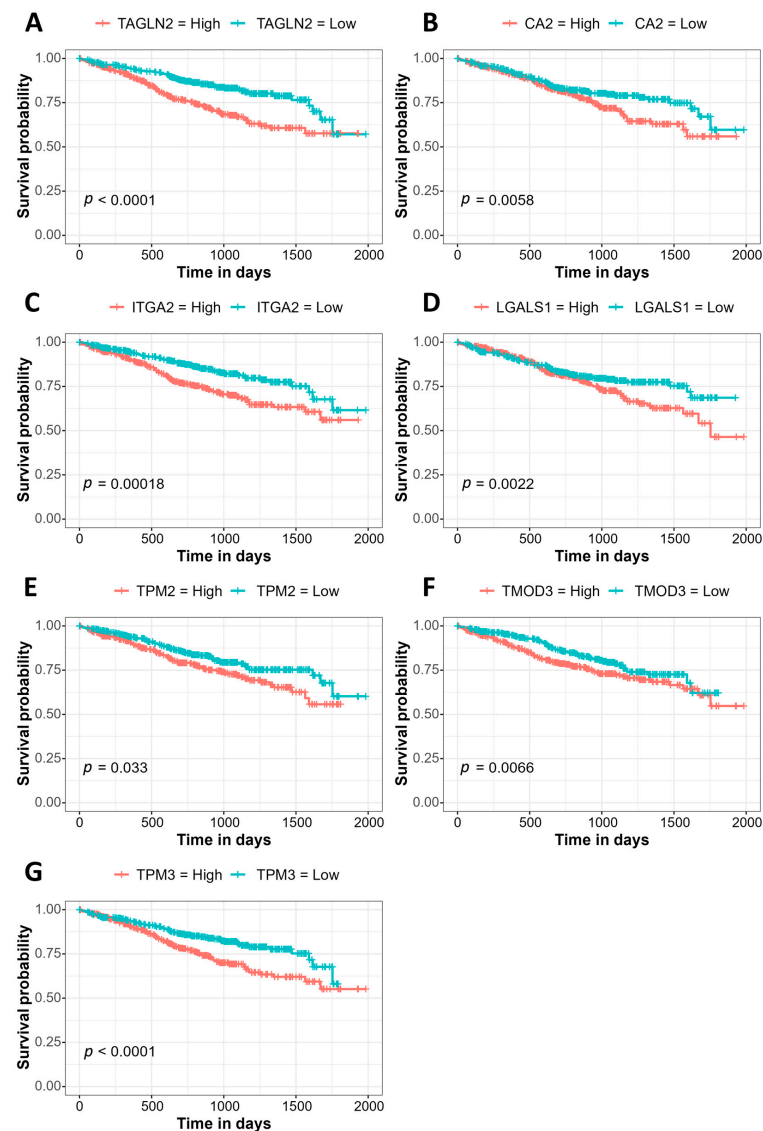 A
TAGLN2 = High TAGLN2 = Low
Survival probability
1.00
0.75
0.50
0.25
0.00
p < 0.0001
0 500 1000 1500 2000
Time in days
B
CA2 = High CA2 = Low
Survival probability
1.00
0.75
0.50
0.25
0.00
p = 0.0058
0 500 1000 1500 2000
Time in days
C
ITGA2 = High ITGA2 = Low
Survival probability
1.00
0.75
0.50
0.25
0.00
p = 0.00018
0 500 1000 1500 2000
Time in days
D
LGALS1 = High LGALS1 = Low
Survival probability
1.00
0.75
0.50
0.25
0.00
p = 0.0022
0 500 1000 1500 2000
Time in days
E
TPM2 = High TPM2 = Low
Survival probability
1.00
0.75
0.50
0.25
0.00
p = 0.033
0 500 1000 1500 2000
Time in days
F
TMOD3 = High TMOD3 = Low
Survival probability
1.00
0.75
0.50
0.25
0.00
p = 0.0066
0 500 1000 1500 2000
Time in days
G
TPM3 = High TPM3 = Low
Survival probability
1.00
0.75
0.50
0.25
0.00
p < 0.0001
0 500 1000 1500 2000
Time in days